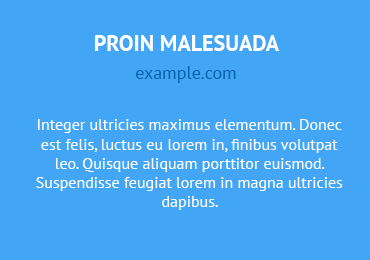 PROIN MALESUADA
example.com
Integer ultricies maximus elementum. Donec
est felis, luctus eu lorem in, finibus volutpat
leo. Quisque aliquam porttitor euismod.
Suspendisse feugiat lorem in magna ultricies
dapibus.